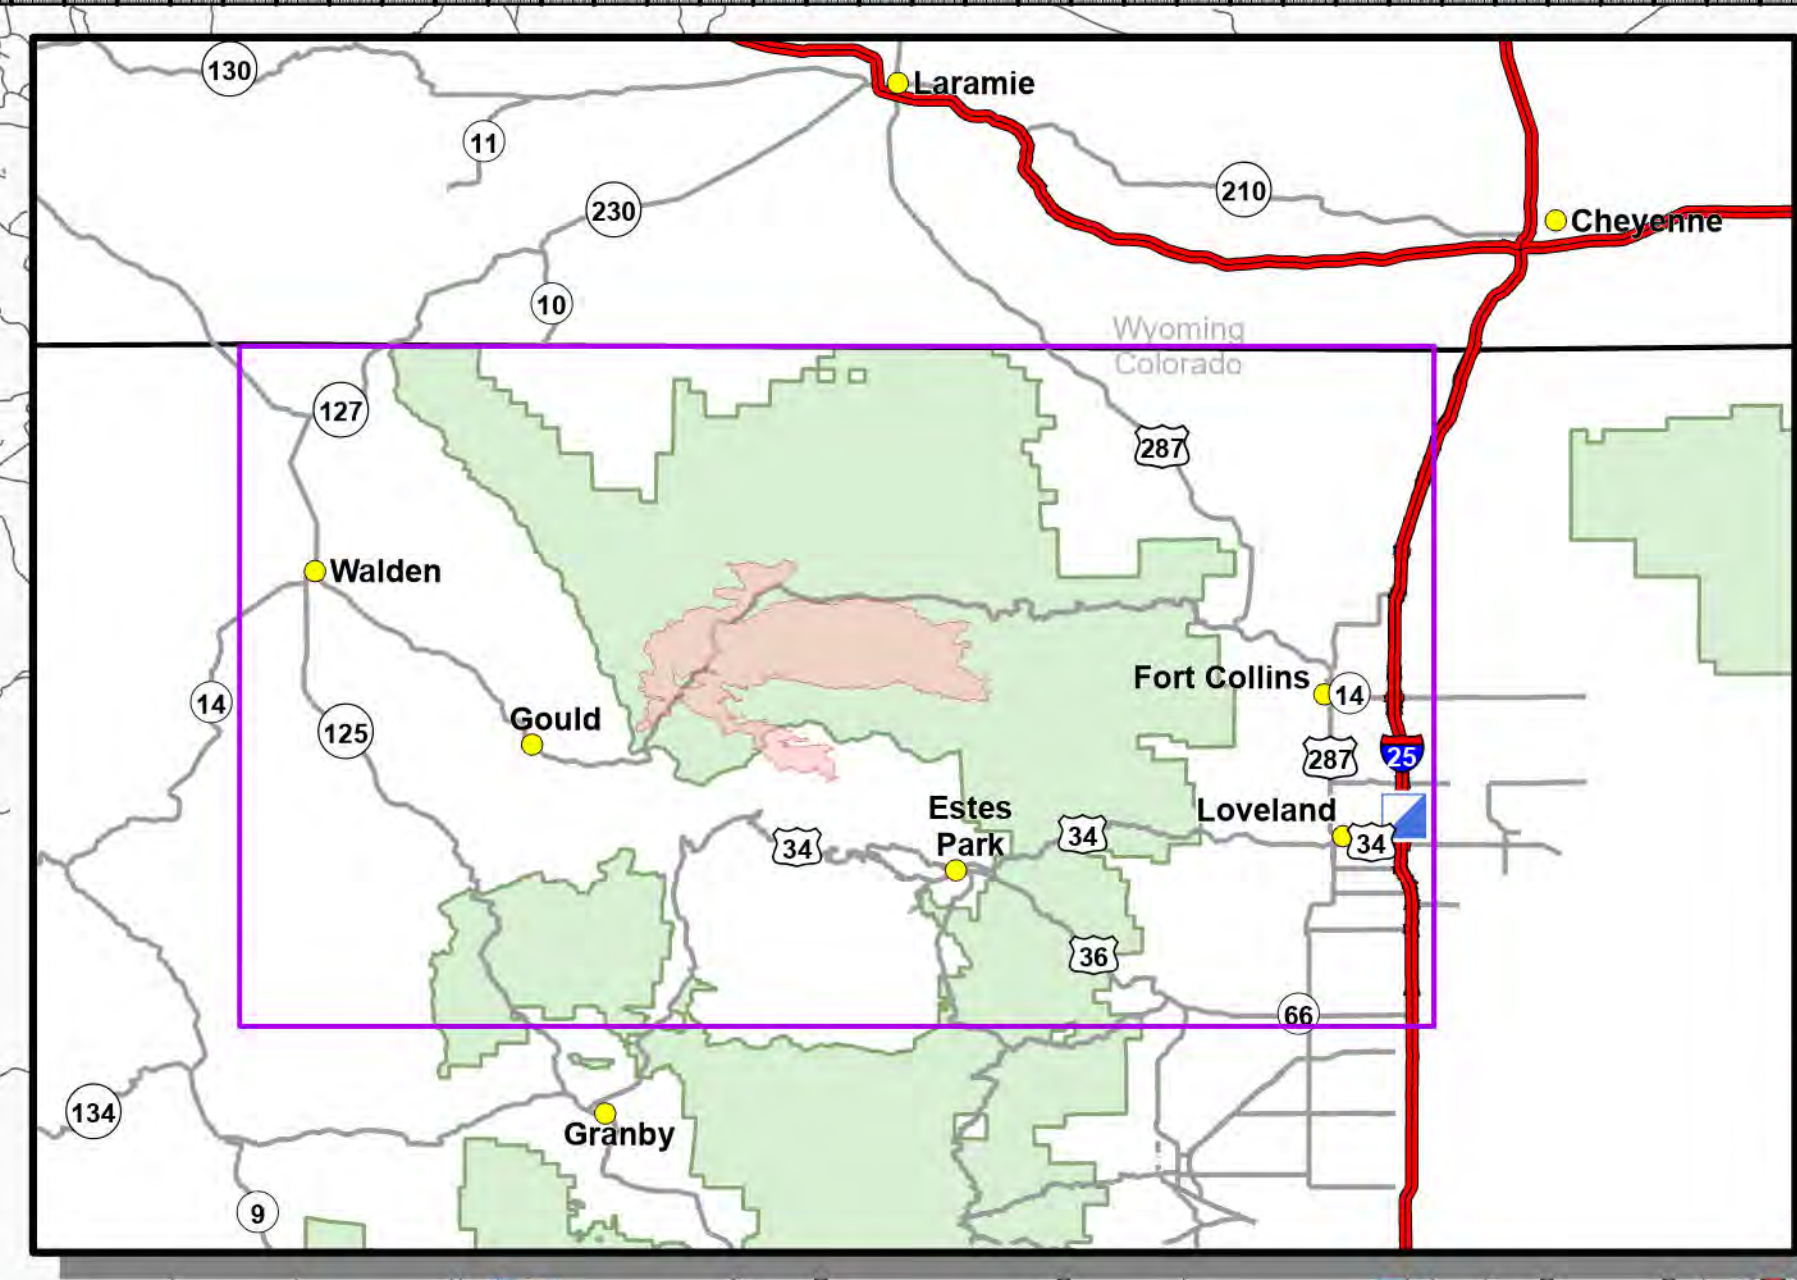 130
Laramie
11
210
230
Cheyenne
10
Wyoming
Colorado
127
287
Walden
Fort Collins
14
14
Gould
125
287
25
Estes
Park
Loveland
34
34
34
36
66
134
Granby
9